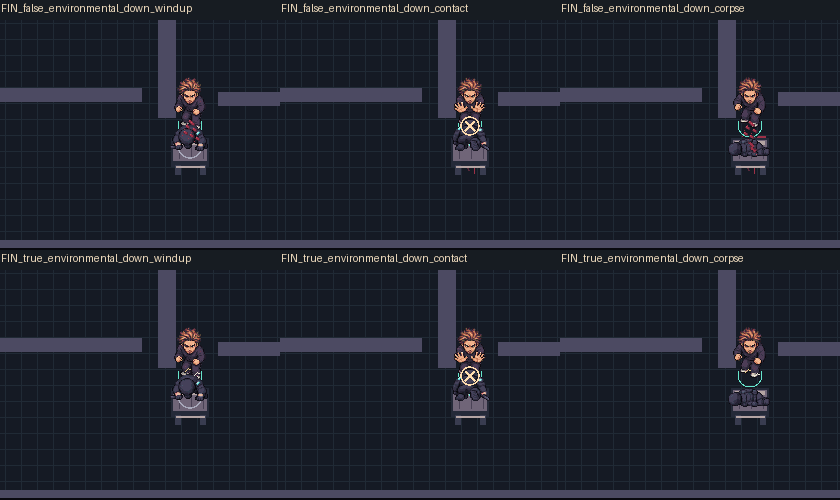 FIN_false_environmental_down_windup
FIN_false_environmental_down_contact
FIN_false_environmental_down_corpse
FIN_true_environmental_down_windup
FIN_true_environmental_down_contact
FIN_true_environmental_down_corpse